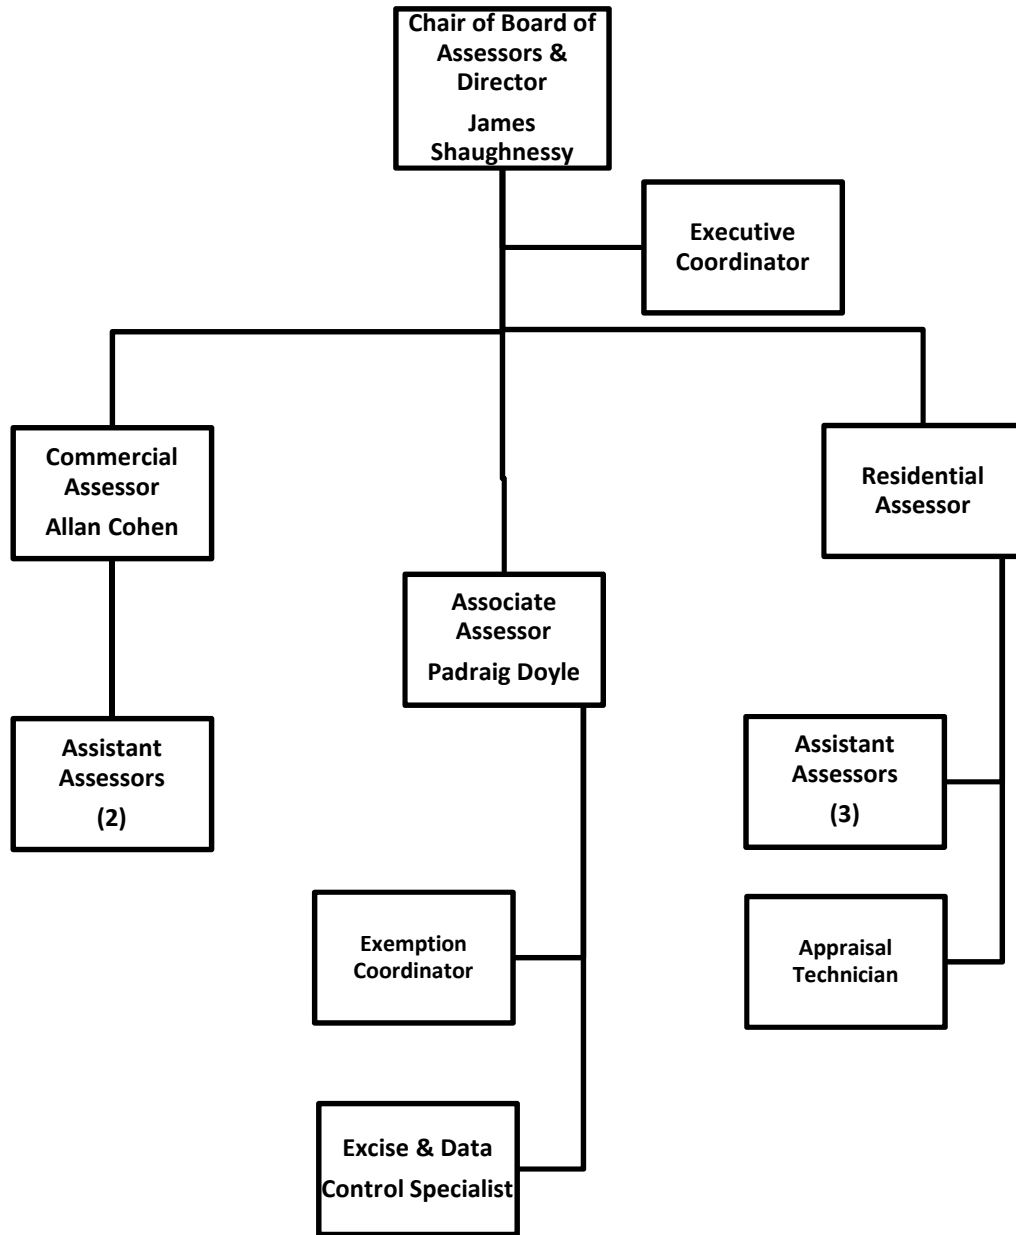 Chair of Board of
Assessors &
Director
James
Shaughnessy
Executive
Coordinator
Commercial
Assessor
Allan Cohen
Residential
Assessor
Associate
Assessor
Padraig Doyle
Assistant
Assessors
(2)
Assistant
Assessors
(3)
Exemption
Coordinator
Appraisal
Technician
Excise & Data
Control Specialist